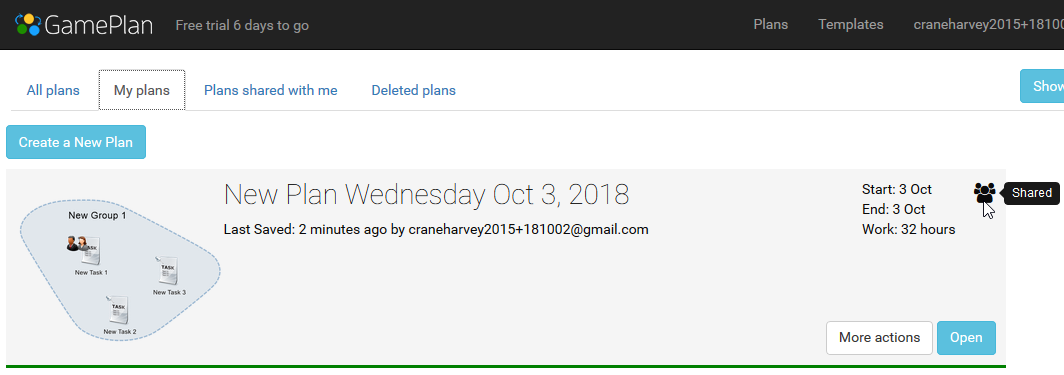 GamePlan Free trial 6 days to go Plans Templates craneharvey2015+18100
All plans My plans Plans shared with me Deleted plans Show
Create a New Plan
New Plan Wednesday Oct 3, 2018
Last Saved: 2 minutes ago by craneharvey2015+181002@gmail.com
Start: 3 Oct
End: 3 Oct
Work: 32 hours
Shared
New Group 1
TASK
New Task 1
TASK
New Task 3
TASK
New Task 2
More actions Open